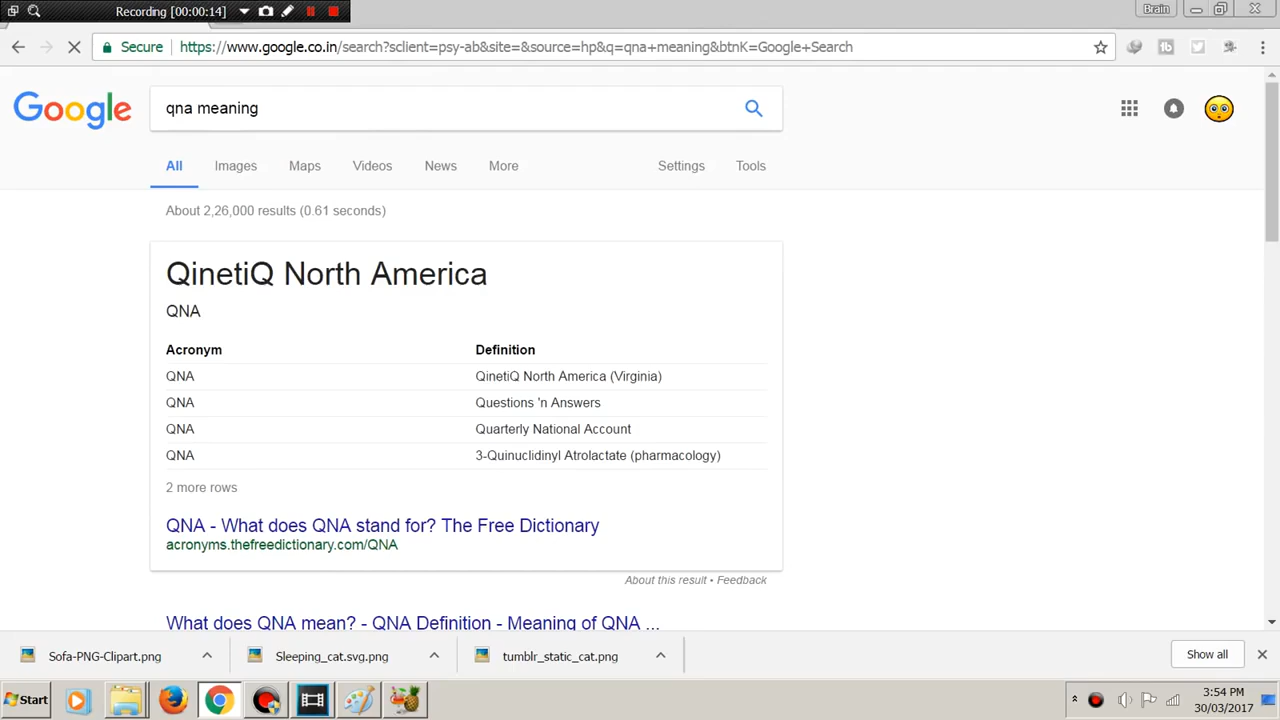 Recording [00:00:14]
Brain
Secure https://www.google.co.in/search?sclient=psy-ab&site=&source=hp&q=qna+meaning&btnK=Google+Search
Google
qna meaning
All Images Maps Videos News More Settings Tools
About 2,26,000 results (0.61 seconds)
QinetiQ North America
QNA
Acronym Definition
QNA QinetiQ North America (Virginia)
QNA Questions 'n Answers
QNA Quarterly National Account
QNA 3-Quinuclidinyl Atrolactate (pharmacology)
2 more rows
QNA - What does QNA stand for? The Free Dictionary
acronyms.thefreedictionary.com/QNA
About this result • Feedback
What does QNA mean? - QNA Definition - Meaning of QNA ...
Sofa-PNG-Clipart.png Sleeping_cat.svg.png tumblr_static_cat.png Show all
Start
3:54 PM
30/03/2017